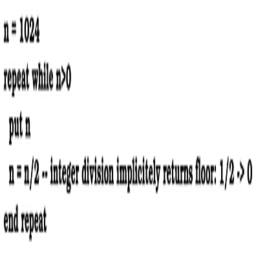 n = 1024
repeat while n>0
put n
n = n/2 -- integer division implicitely returns floor: 1/2 -> 0
end repeat